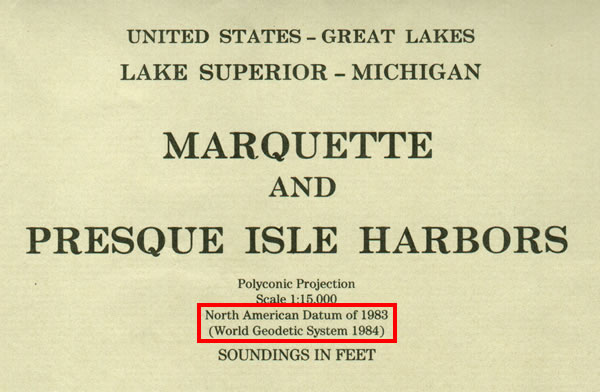 UNITED STATES – GREAT LAKES
LAKE SUPERIOR – MICHIGAN
MARQUETTE
AND
PRESQUE ISLE HARBORS
Polyconic Projection
Scale 1:15,000
North American Datum of 1983
(World Geodetic System 1984)
SOUNDINGS IN FEET